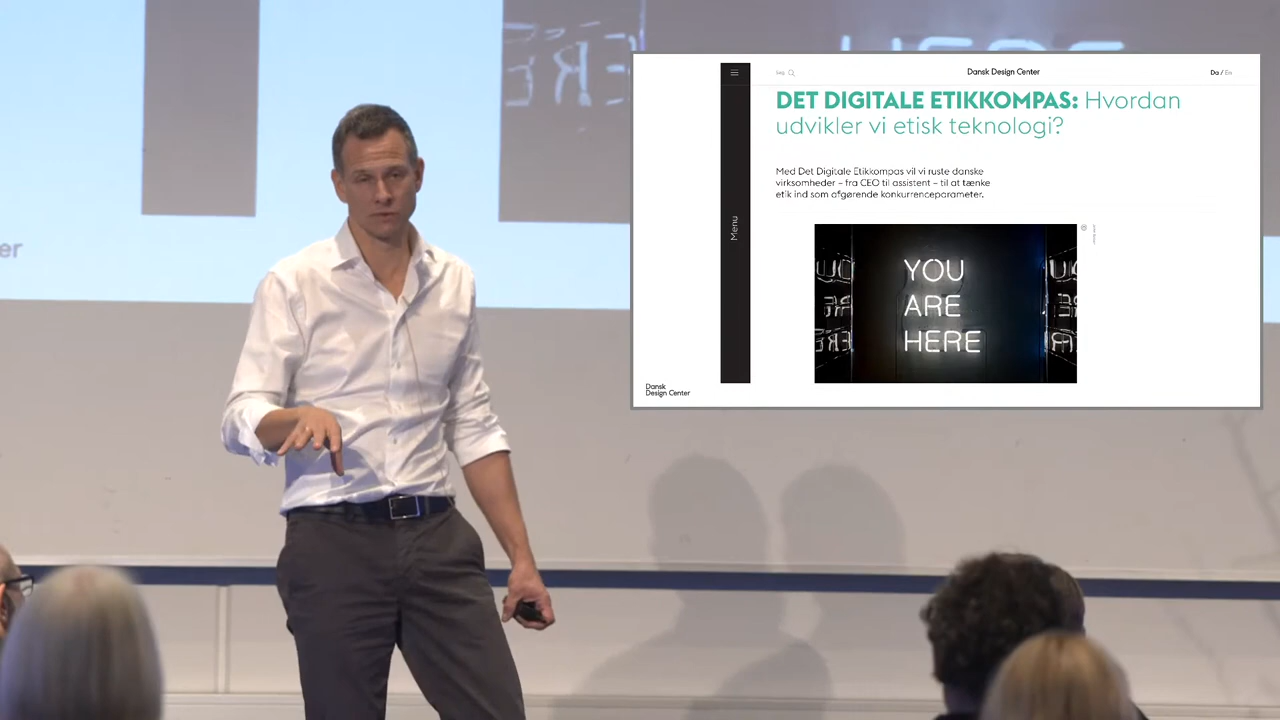 er
Søg
Dansk Design Center
Da / En
DET DIGITALE ETIKKOMPAS: Hvordan
udvikler vi etisk teknologi?
Med Det Digitale Etikkompas vil vi ruste danske
virksomheder – fra CEO til assistent – til at tænke
etik ind som afgørende konkurrenceparameter.
Menu
YOU
ARE
HERE
Dansk
Design Center